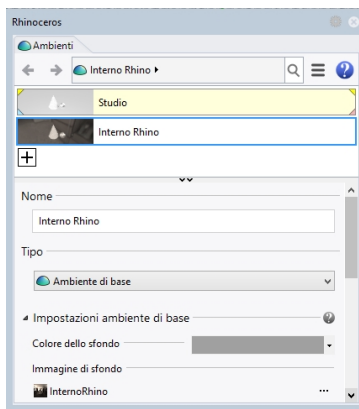 Rhinoceros
Ambienti
Interno Rhino
Studio
Interno Rhino
Nome
Interno Rhino
Tipo
Ambiente di base
Impostazioni ambiente di base
Colore dello sfondo
Immagine di sfondo
InternoRhino
...